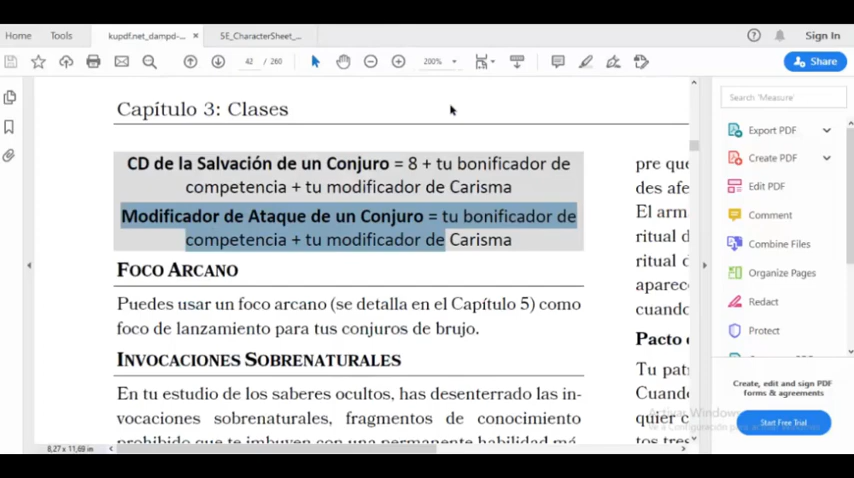 Home Tools kupdf.net_dampd-... × 5E_CharacterSheet_... Sign In
42 / 260 200% Share
Capítulo 3: Clases
CD de la Salvación de un Conjuro = 8 + tu bonificador de
competencia + tu modificador de Carisma
Modificador de Ataque de un Conjuro = tu bonificador de
competencia + tu modificador de Carisma
FOCO ARCANO
Puedes usar un foco arcano (se detalla en el Capítulo 5) como
foco de lanzamiento para tus conjuros de brujo.
INVOCACIONES SOBRENATURALES
En tu estudio de los saberes ocultos, has desenterrado las in-
vocaciones sobrenaturales, fragmentos de conocimiento
prohibido que te imbuyen con una permanente habilidad má-
pre que
des afe
El arm
ritual d
ritual d
aparec
cuando
Pacto
Tu patr
Cuand
quier c
tos tres
Search 'Measure'
Export PDF
Create PDF
Edit PDF
Comment
Combine Files
Organize Pages
Redact
Protect
Create, edit and sign PDF
forms & agreements
Start Free Trial
Activar Windows
8,27 x 11,69 in